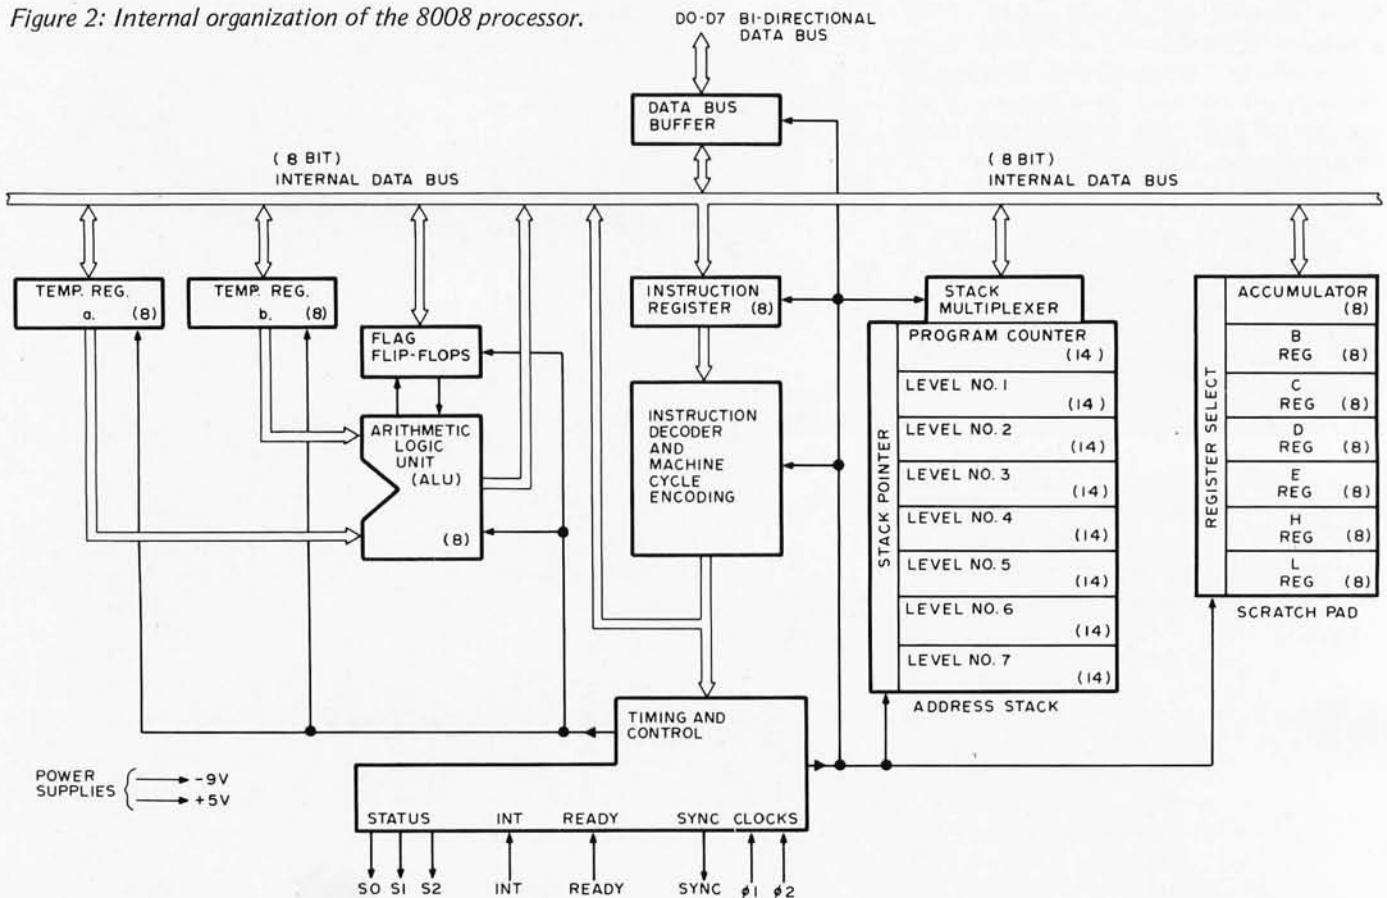 Figure 2: Internal organization of the 8008 processor.
DO-D7 BI-DIRECTIONAL
DATA BUS
DATA BUS
BUFFER
(8 BIT)
INTERNAL DATA BUS
(8 BIT)
INTERNAL DATA BUS
TEMP. REG.
a. (8)
TEMP. REG.
b. (8)
FLAG
FLIP-FLOPS
ARITHMETIC
LOGIC
UNIT
(ALU)
(8)
INSTRUCTION
REGISTER (8)
INSTRUCTION
DECODER
AND
MACHINE
CYCLE
ENCODING
STACK
MULTIPLEXER
STACK POINTER
PROGRAM COUNTER
(14)
LEVEL NO. 1
(14)
LEVEL NO. 2
(14)
LEVEL NO. 3
(14)
LEVEL NO. 4
(14)
LEVEL NO. 5
(14)
LEVEL NO. 6
(14)
LEVEL NO. 7
(14)
ADDRESS STACK
REGISTER SELECT
ACCUMULATOR
(8)
B
REG (8)
C
REG (8)
D
REG (8)
E
REG (8)
H
REG (8)
L
REG (8)
SCRATCH PAD
TIMING AND
CONTROL
STATUS INT READY SYNC CLOCKS
SO S1 S2 INT READY SYNC ϕ1 ϕ2
POWER
SUPPLIES
-9V
+5V